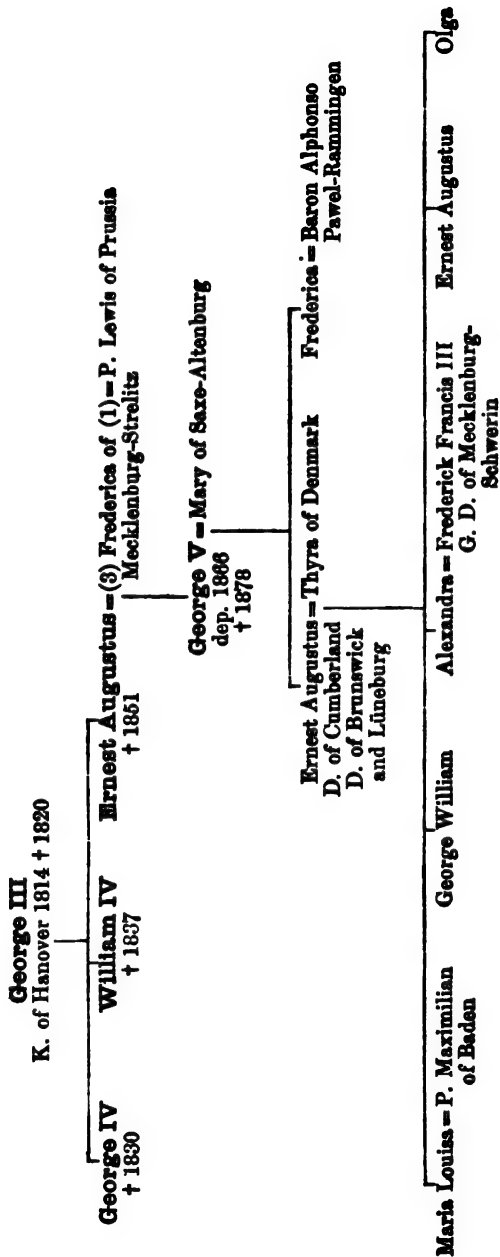 George III
K. of Hanover 1814 † 1820
George IV
† 1830
William IV
† 1837
Ernest Augustus = (3) Frederica of (1) = P. Lewis of Prussia
† 1851
Mecklenburg-Strelitz
George V = Mary of Saxe-Altenburg
dep. 1866
† 1878
Ernest Augustus = Thyra of Denmark
D. of Cumberland
D. of Brunswick
and Lüneburg
Frederica = Baron Alphonso
Pawel-Rammingen
Maria Louisa = P. Maximilian
of Baden
George William
Alexandra = Frederick Francis III
G. D. of Mecklenburg-
Schwerin
Ernest Augustus
Olga